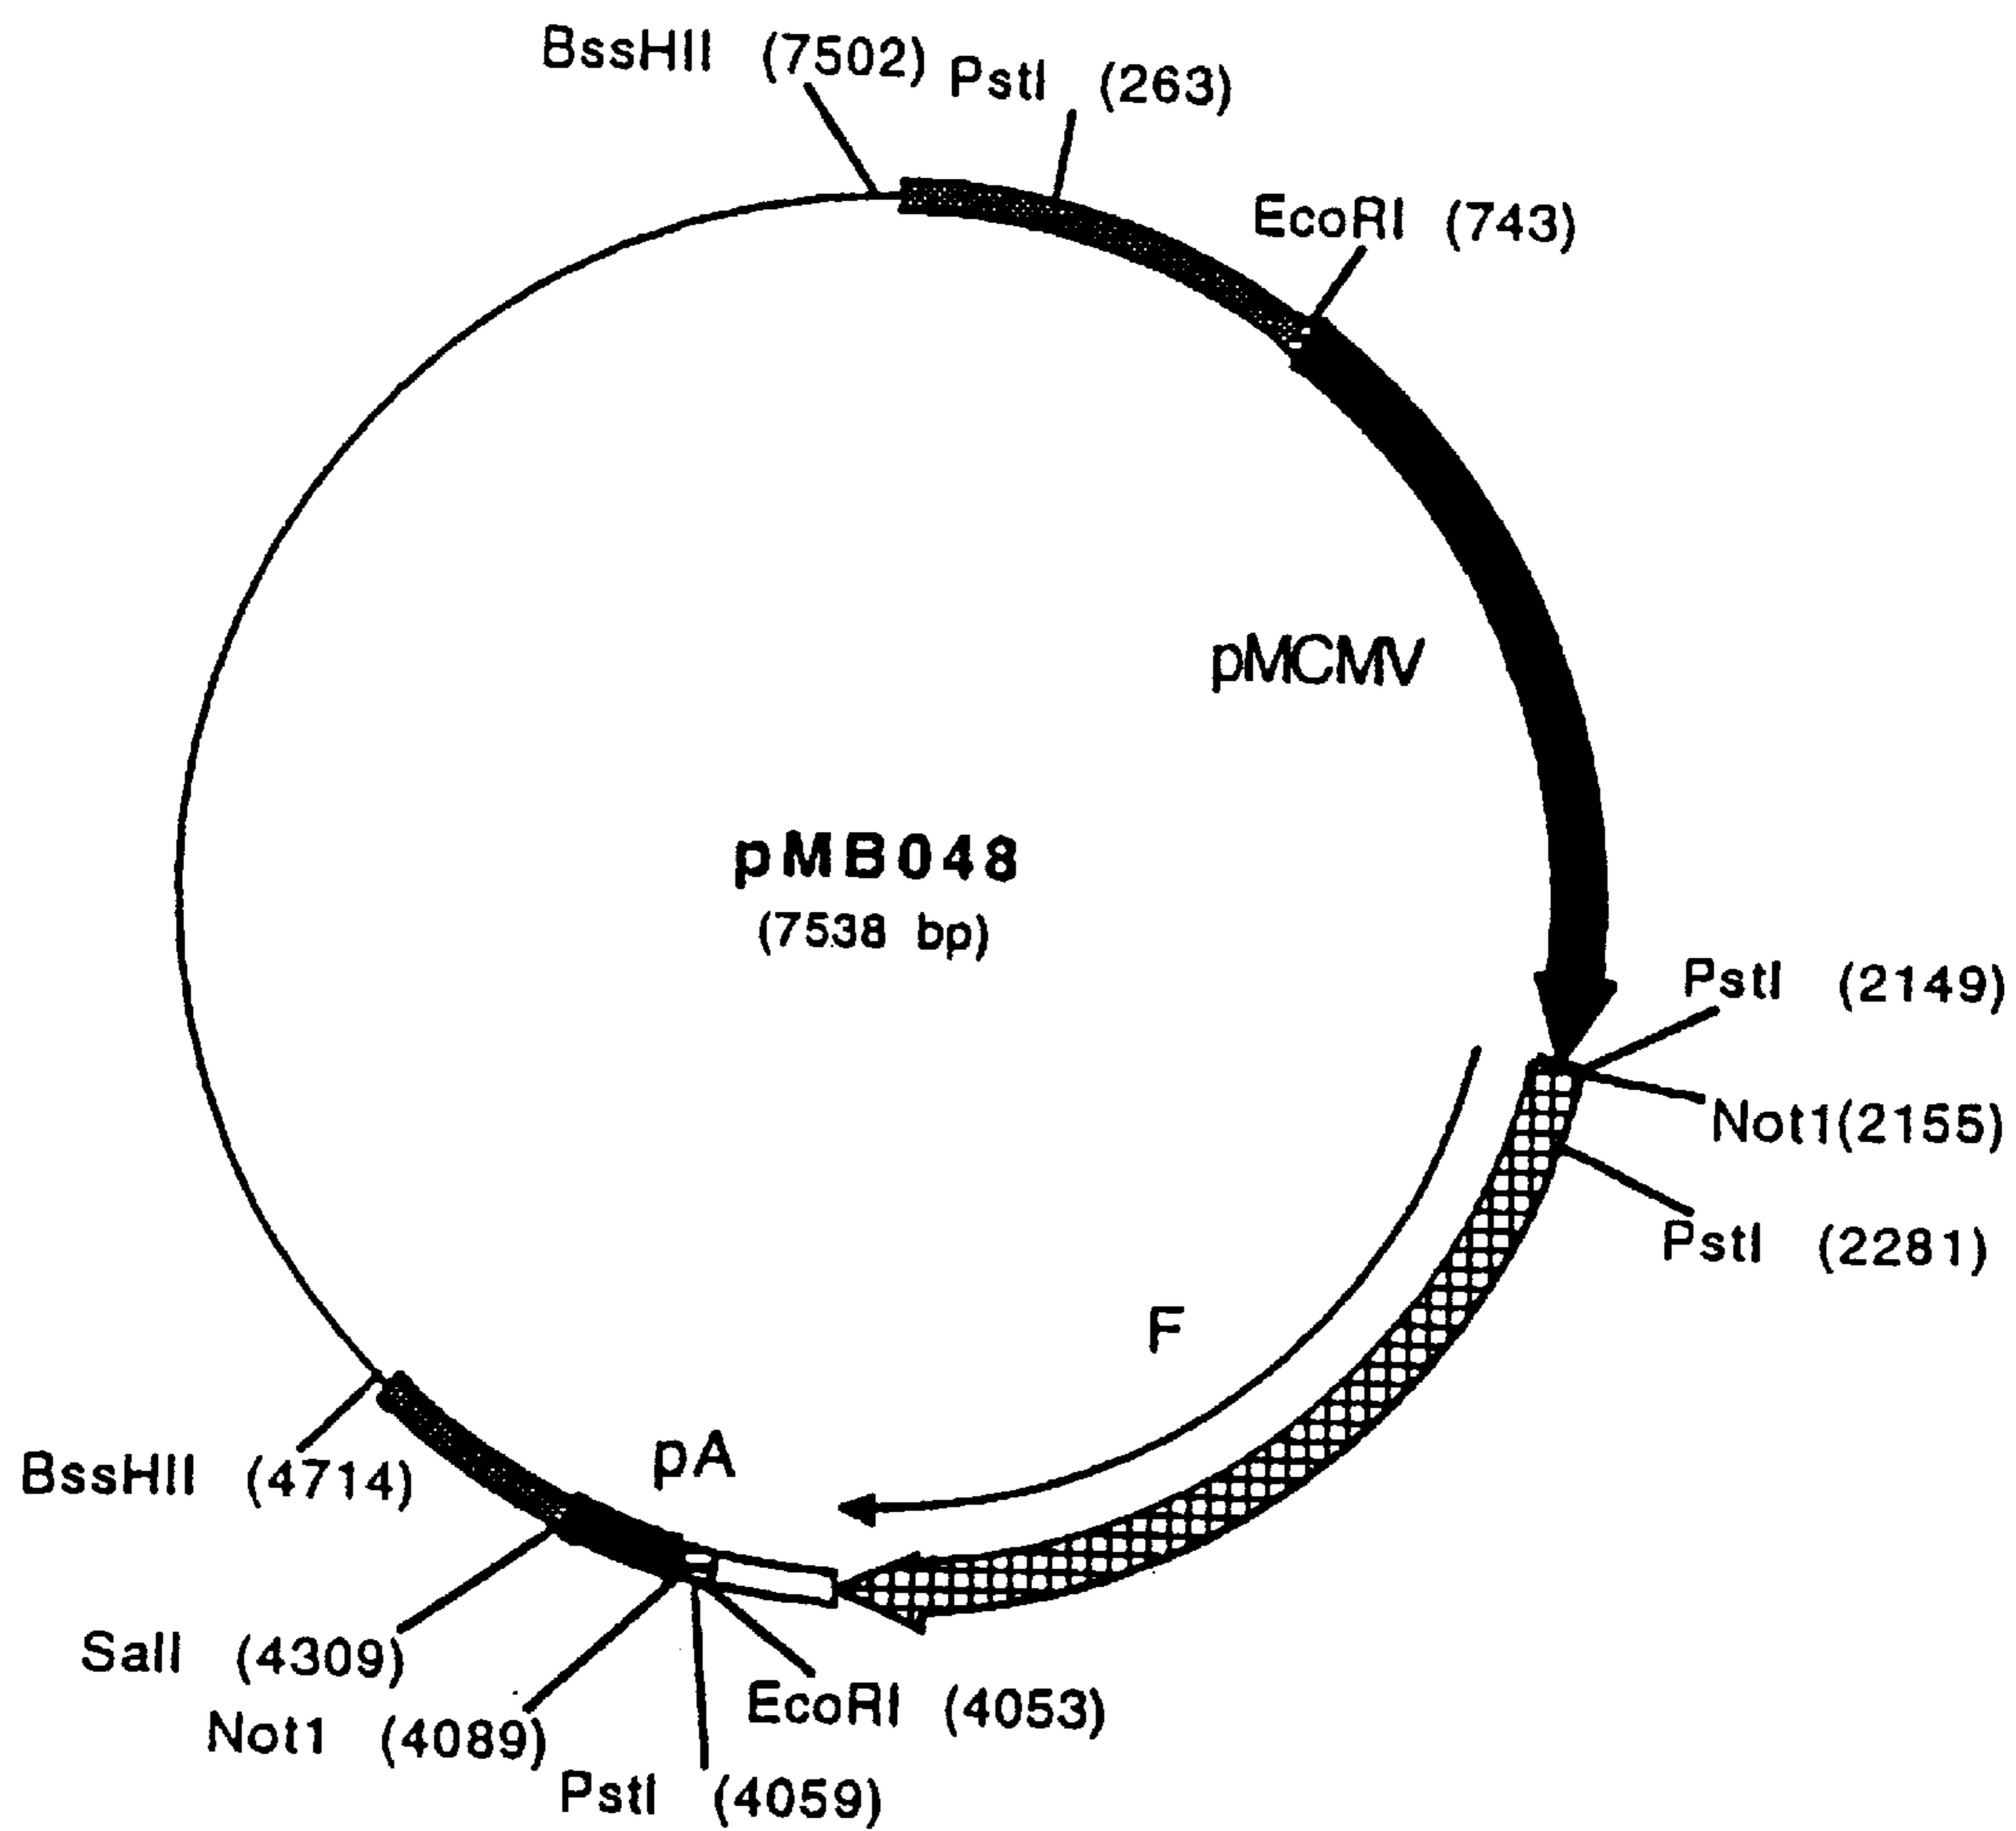 BssHII (7502)
PstI (263)
EcoRI (743)
pMCMV
pMB048
(7538 bp)
PstI (2149)
Not1(2155)
PstI (2281)
F
pA
BssHII (4714)
SalI (4309)
EcoRI (4053)
Not1 (4089)
PstI (4059)